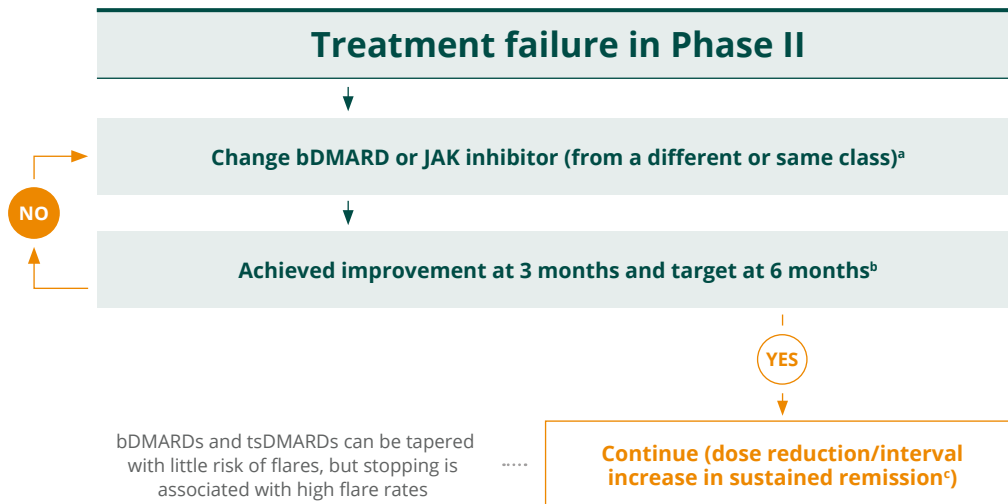 Treatment failure in Phase II
Change bDMARD or JAK inhibitor (from a different or same class)ᵃ
NO
Achieved improvement at 3 months and target at 6 monthsᵇ
YES
bDMARDs and tsDMARDs can be tapered
with little risk of flares, but stopping is
associated with high flare rates
Continue (dose reduction/interval
increase in sustained remissionᶜ)